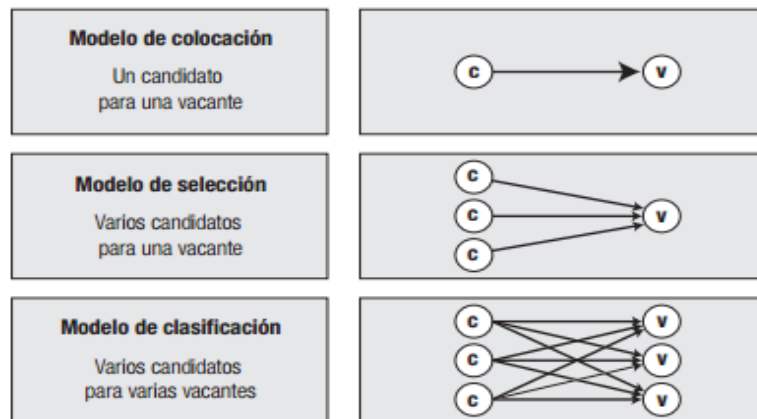 Modelo de colocación
Un candidato
para una vacante
C
V
Modelo de selección
Varios candidatos
para una vacante
C
C
C
V
Modelo de clasificación
Varios candidatos
para varias vacantes
C
V
C
V
C
V